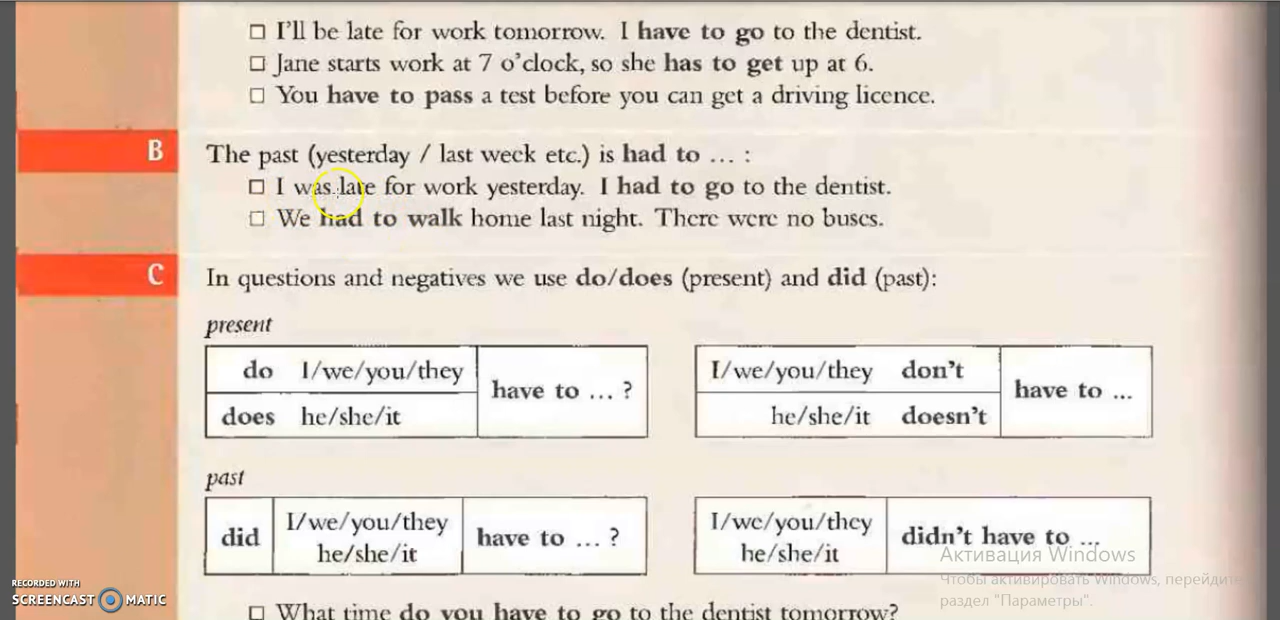 I'll be late for work tomorrow. I have to go to the dentist.
Jane starts work at 7 o'clock, so she has to get up at 6.
You have to pass a test before you can get a driving licence.
B
The past (yesterday / last week etc.) is had to ... :
I was late for work yesterday. I had to go to the dentist.
We had to walk home last night. There were no buses.
C
In questions and negatives we use do/does (present) and did (past):
present
do I/we/you/they
does he/she/it
have to ... ?
I/we/you/they don't
he/she/it doesn't
have to ...
past
did
I/we/you/they
he/she/it
have to ... ?
I/we/you/they
he/she/it
didn't have to ...
Активация Windows
Чтобы активировать Windows, перейдите
раздел "Параметры".
RECORDED WITH
SCREENCAST MATIC
What time do you have to go to the dentist tomorrow?